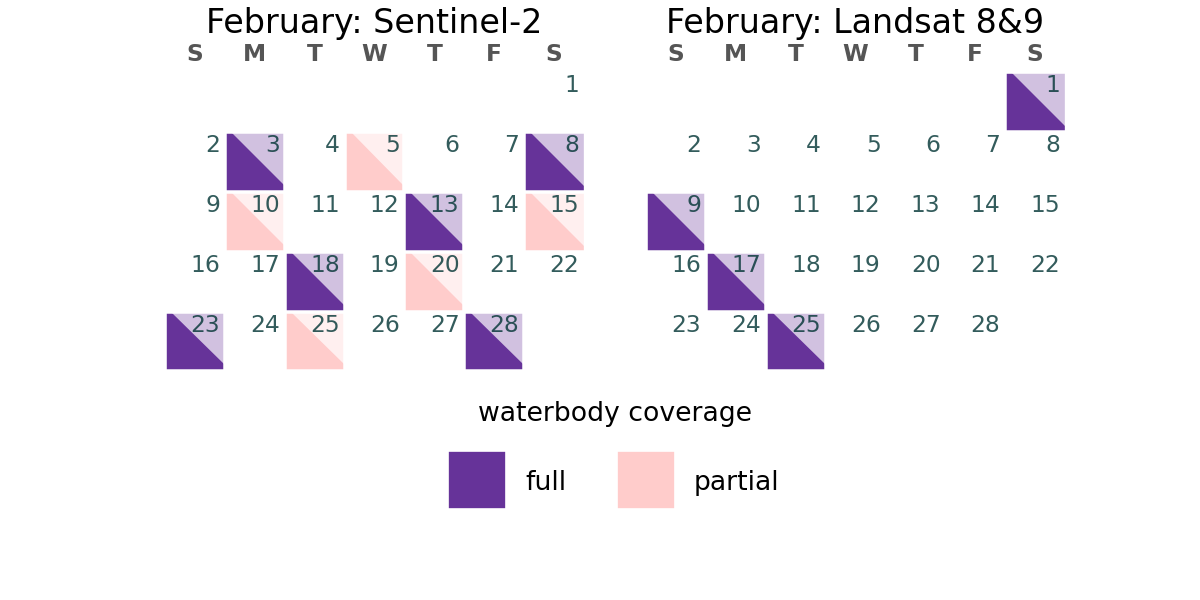 February: Sentinel-2
S M T W T F S
1
2 3 4 5 6 7 8
9 10 11 12 13 14 15
16 17 18 19 20 21 22
23 24 25 26 27 28
February: Landsat 8&9
S M T W T F S
1
2 3 4 5 6 7 8
9 10 11 12 13 14 15
16 17 18 19 20 21 22
23 24 25 26 27 28
waterbody coverage
full partial